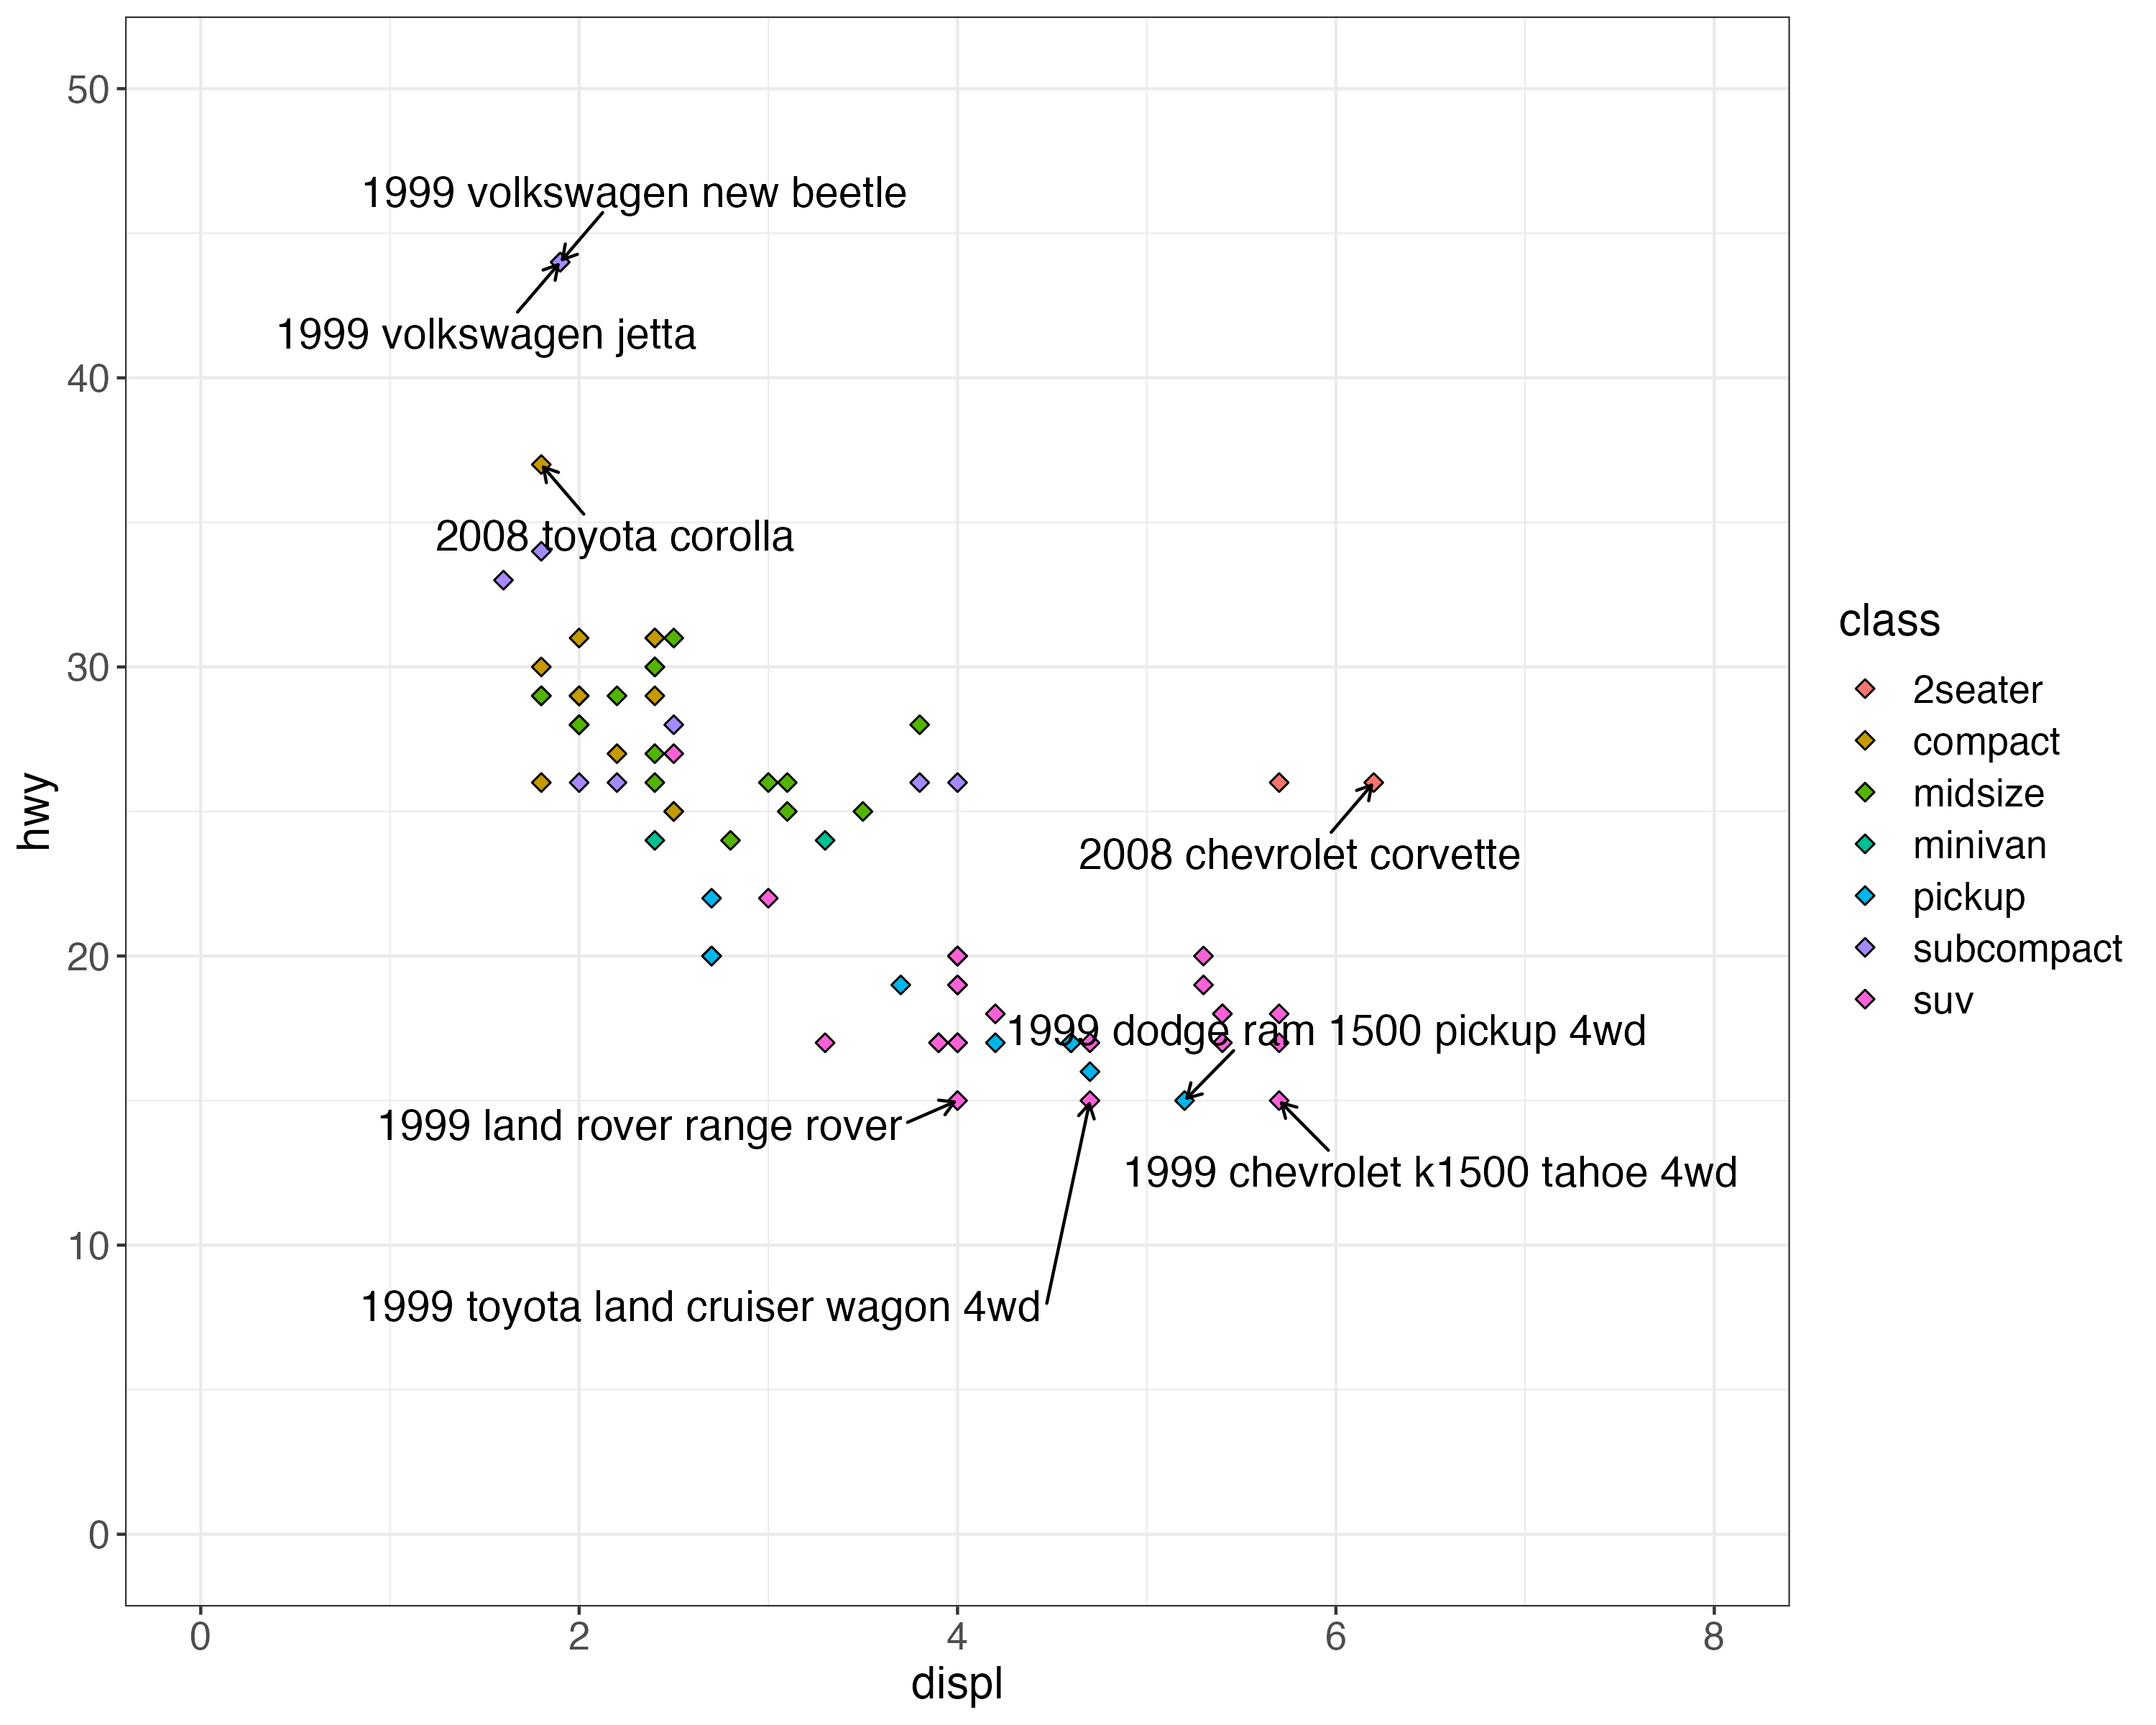 50
1999 volkswagen new beetle
1999 volkswagen jetta
40
2008 toyota corolla
30
hwy
2008 chevrolet corvette
20
1999 dodge ram 1500 pickup 4wd
1999 land rover range rover
1999 chevrolet k1500 tahoe 4wd
10
1999 toyota land cruiser wagon 4wd
0
0 2 4 6 8
displ
class
2seater
compact
midsize
minivan
pickup
subcompact
suv